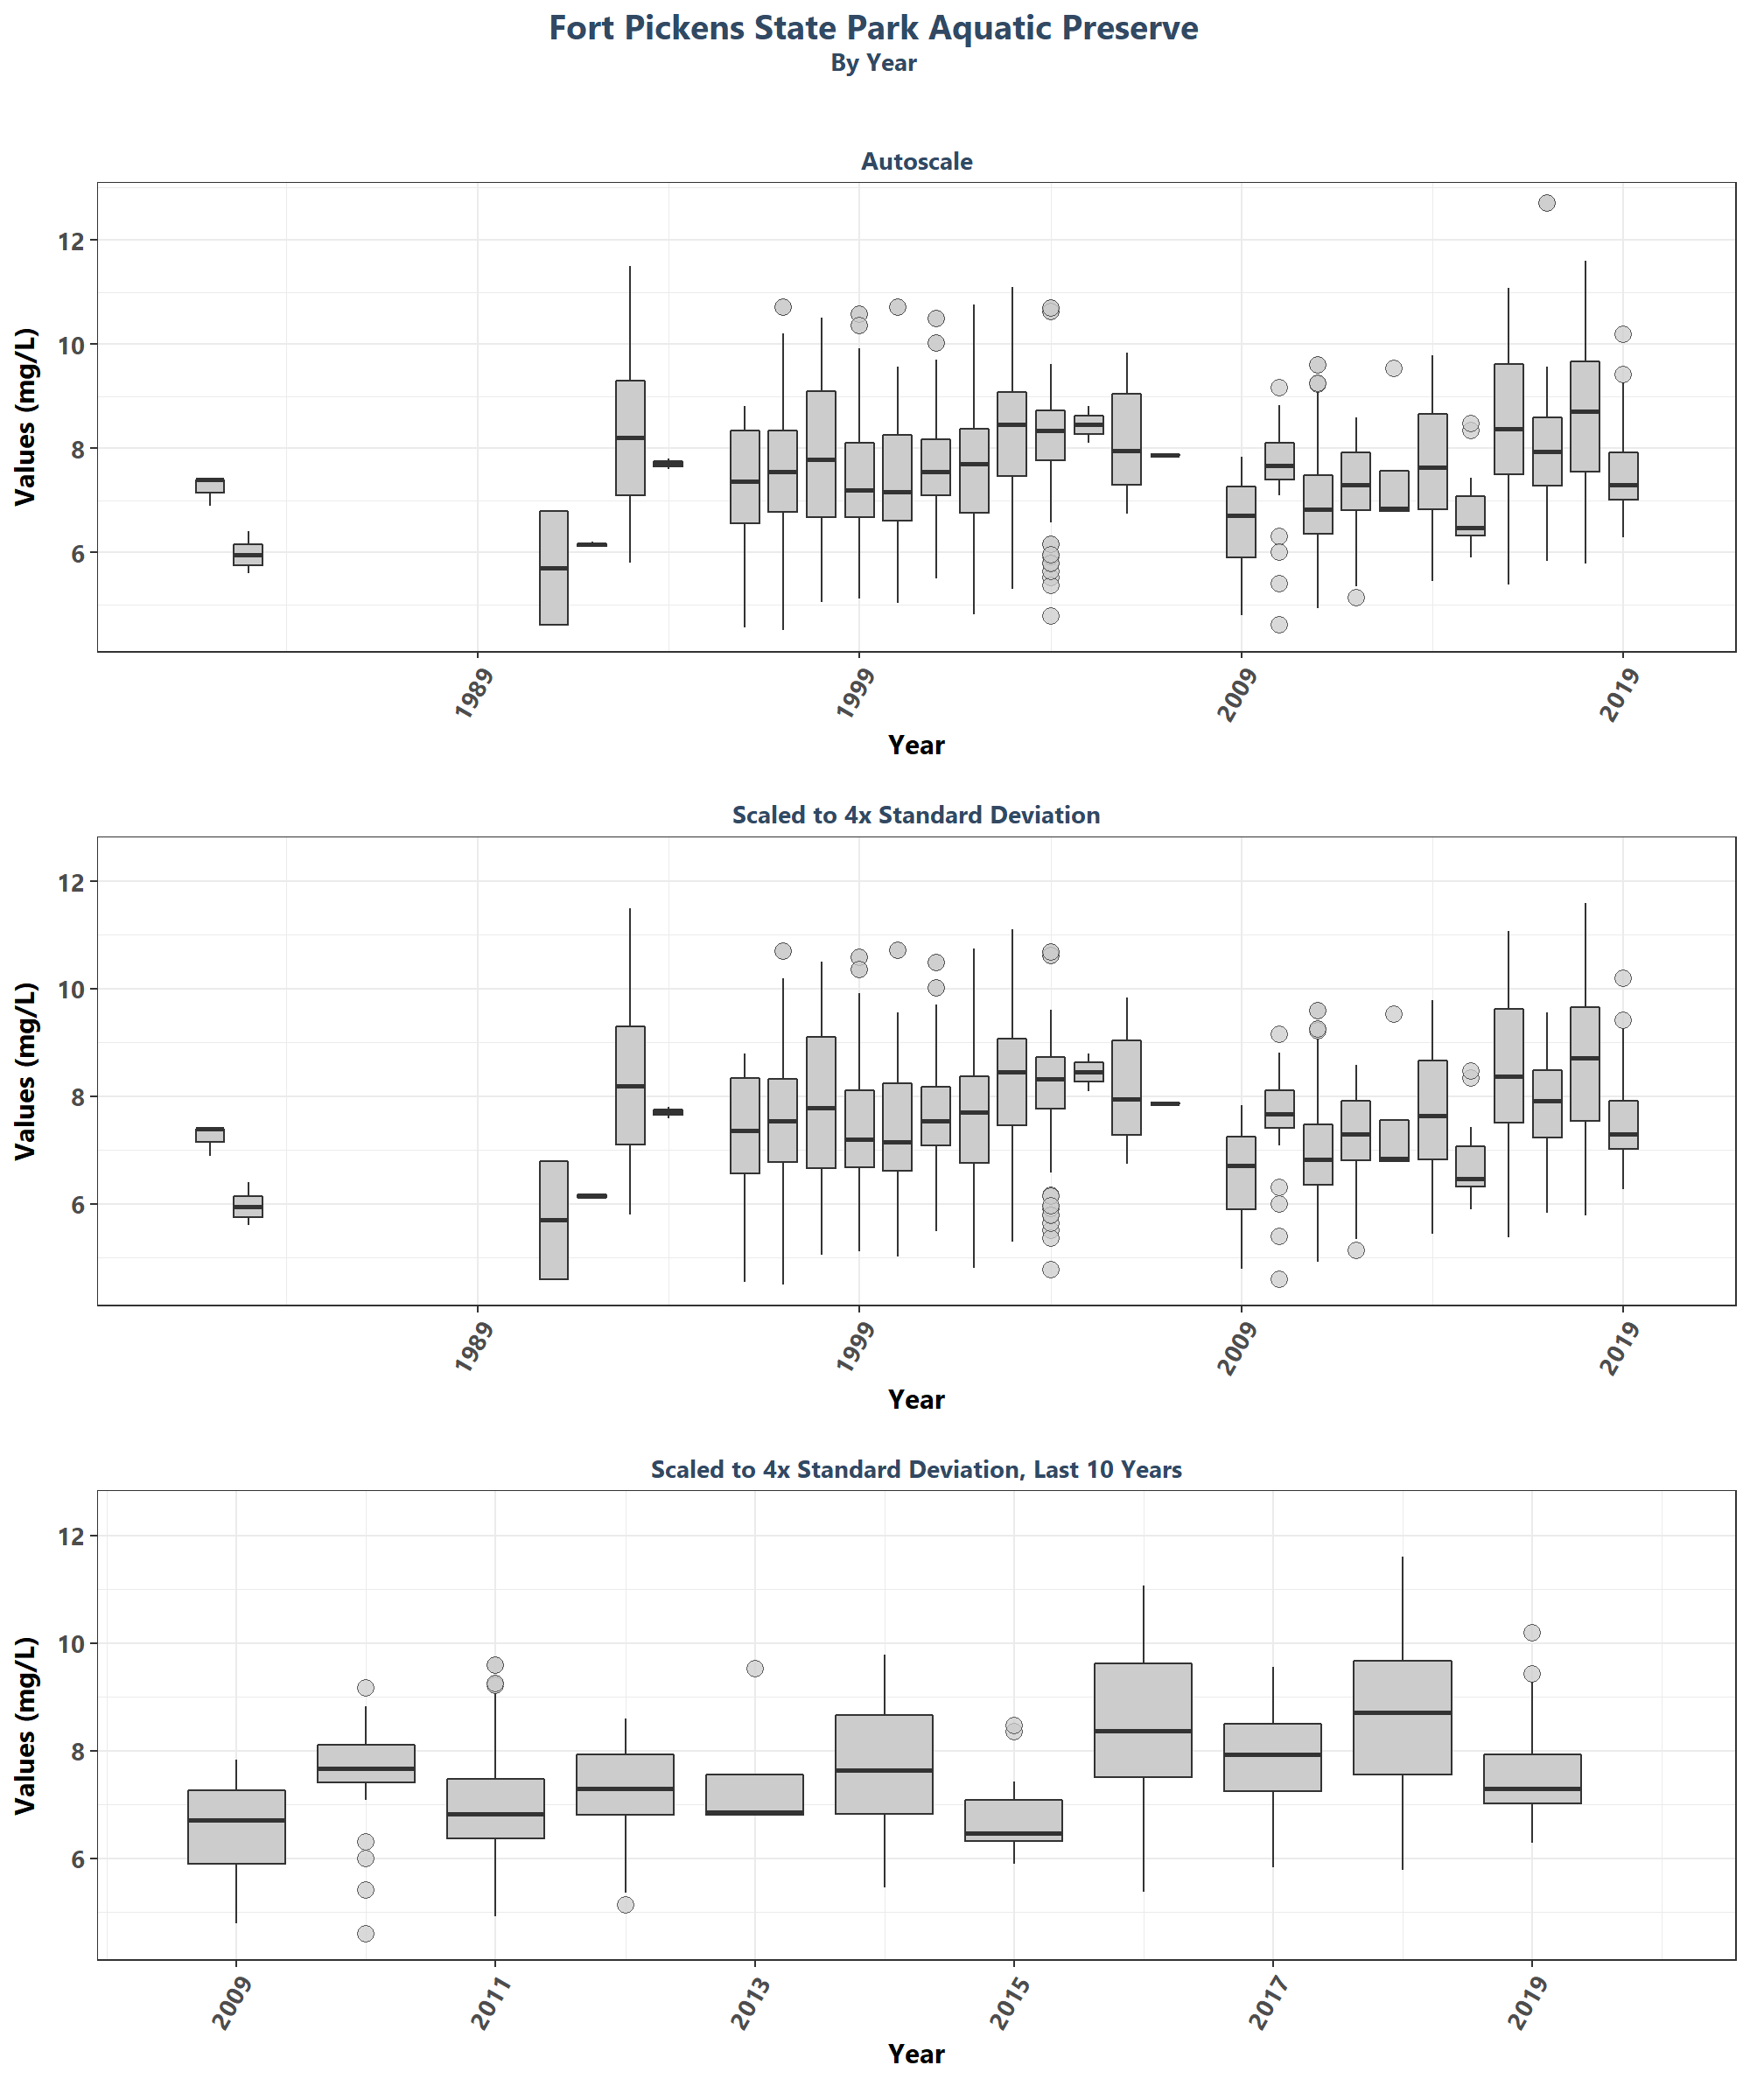 Fort Pickens State Park Aquatic Preserve
By Year
Autoscale
Values (mg/L)
12
10
8
6
1989
1999
2009
2019
Year
Scaled to 4x Standard Deviation
Values (mg/L)
12
10
8
6
1989
1999
2009
2019
Year
Scaled to 4x Standard Deviation, Last 10 Years
Values (mg/L)
12
10
8
6
2009
2011
2013
2015
2017
2019
Year